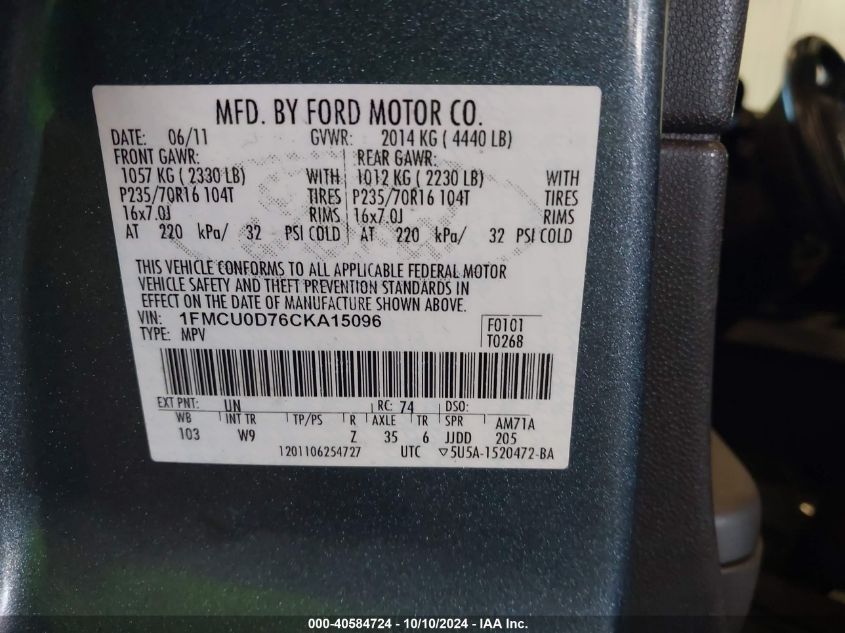 MFD. BY FORD MOTOR CO.
DATE: 06/11 GVWR: 2014 KG ( 4440 LB)
FRONT GAWR: REAR GAWR:
1057 KG ( 2330 LB) WITH 1012 KG ( 2230 LB) WITH
P235/70R16 104T TIRES P235/70R16 104T TIRES
16x7.0J RIMS 16x7.0J RIMS
AT 220 kPa/ 32 PSI COLD AT 220 kPa/ 32 PSI COLD
THIS VEHICLE CONFORMS TO ALL APPLICABLE FEDERAL MOTOR
VEHICLE SAFETY AND THEFT PREVENTION STANDARDS IN
EFFECT ON THE DATE OF MANUFACTURE SHOWN ABOVE.
VIN: 1FMCU0D76CKA15096 F0101
TYPE: MPV T0268
EXT PNT: UN RC: 74 DSO:
WB INT TR TP/PS R AXLE TR SPR AM71A
103 W9 Z 35 6 JJDD 205
1201106254727 UTC ▽5U5A-1520472-BA
000-40584724 - 10/10/2024 - IAA Inc.